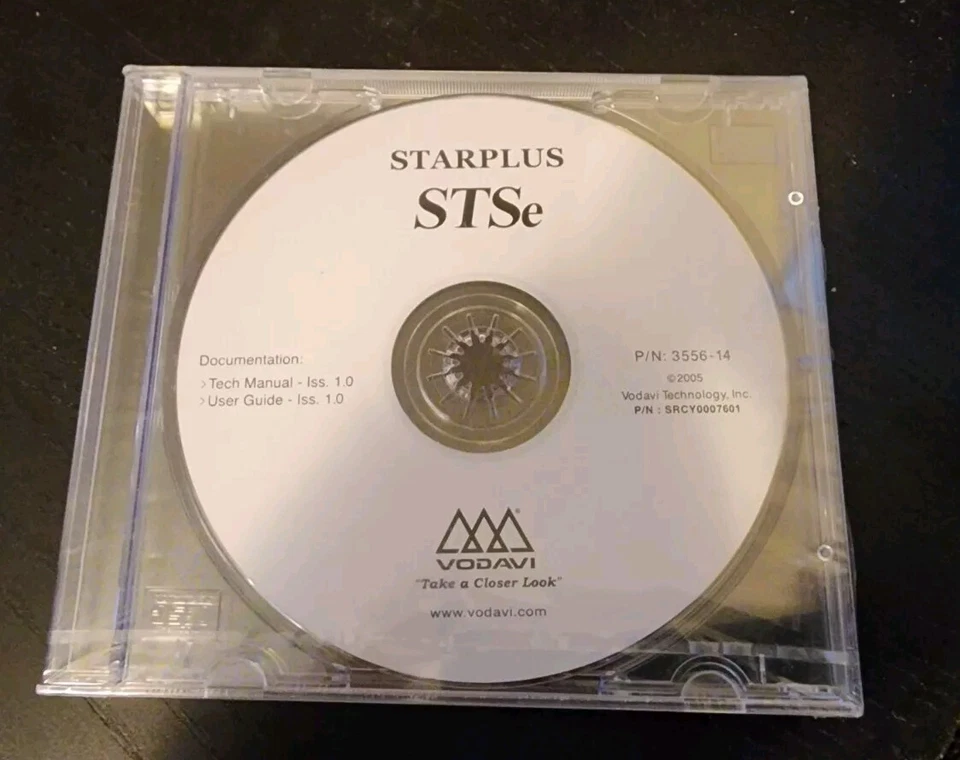 STARPLUS
STSe
Documentation:
>Tech Manual - Iss. 1.0
>User Guide - Iss. 1.0
P/N: 3556-14
©2005
Vodavi Technology, Inc.
P/N : SRCY0007601
VODAVI
"Take a Closer Look"
www.vodavi.com